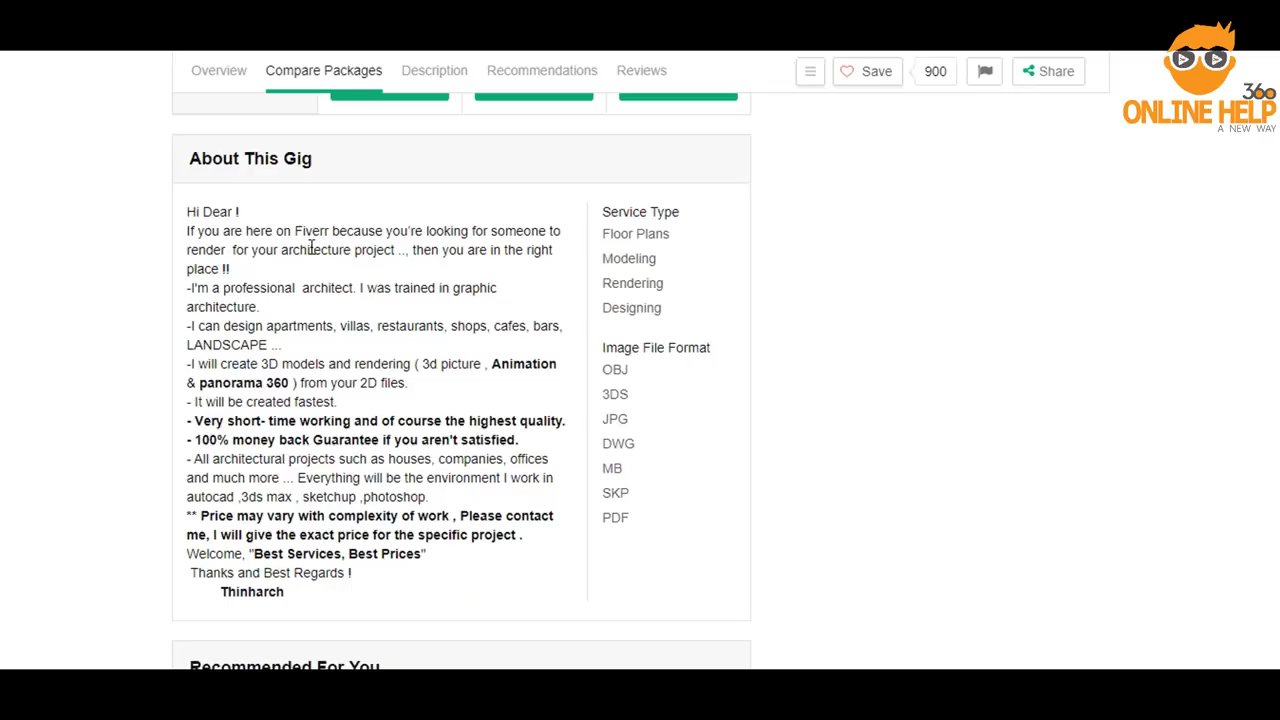 Overview Compare Packages Description Recommendations Reviews Save 900 Share
360
ONLINE HELP
A NEW WAY
About This Gig
Hi Dear !
If you are here on Fiverr because you're looking for someone to
render for your architecture project .., then you are in the right
place !!
-I'm a professional architect. I was trained in graphic
architecture.
-I can design apartments, villas, restaurants, shops, cafes, bars,
LANDSCAPE ...
-I will create 3D models and rendering ( 3d picture , Animation
& panorama 360 ) from your 2D files.
- It will be created fastest.
- Very short- time working and of course the highest quality.
- 100% money back Guarantee if you aren't satisfied.
- All architectural projects such as houses, companies, offices
and much more ... Everything will be the environment I work in
autocad ,3ds max , sketchup ,photoshop.
** Price may vary with complexity of work , Please contact
me, I will give the exact price for the specific project .
Welcome, "Best Services, Best Prices"
Thanks and Best Regards !
Thinharch
Service Type
Floor Plans
Modeling
Rendering
Designing
Image File Format
OBJ
3DS
JPG
DWG
MB
SKP
PDF
Recommended For You